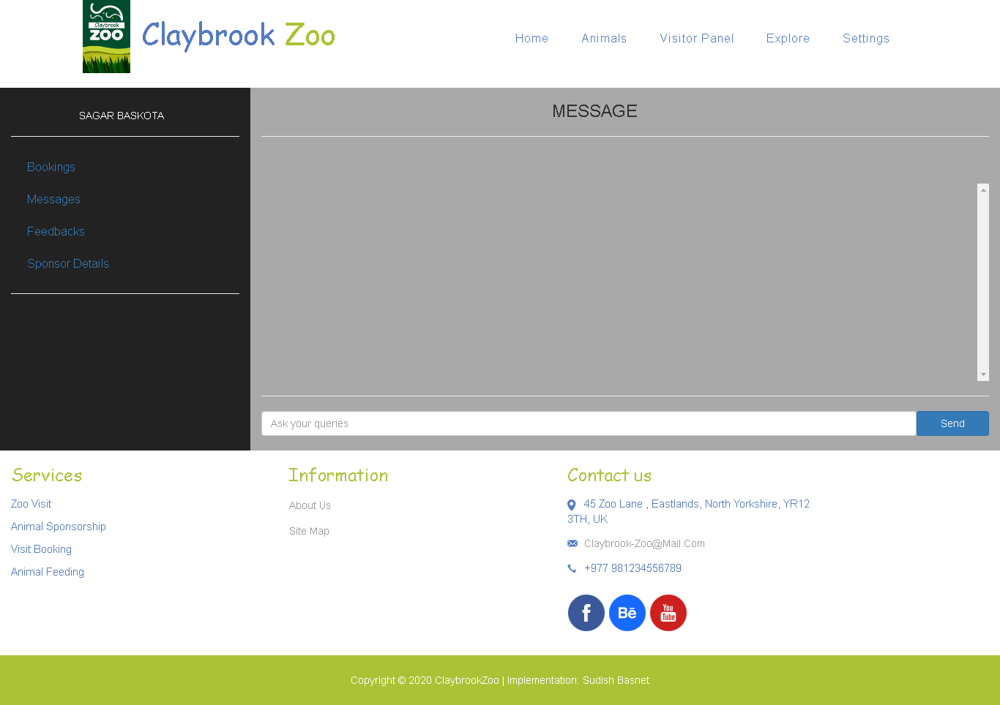 Claybrook
ZOO
Claybrook Zoo
Home
Animals
Visitor Panel
Explore
Settings
SAGAR BASKOTA
Bookings
Messages
Feedbacks
Sponsor Details
MESSAGE
Ask your queries
Send
Services
Zoo Visit
Animal Sponsorship
Visit Booking
Animal Feeding
Information
About Us
Site Map
Contact us
45 Zoo Lane , Eastlands, North Yorkshire, YR12
3TH, UK
Claybrook-Zoo@Mail.Com
+977 981234556789
f
Bē
You
Tube
Copyright © 2020 ClaybrookZoo | Implementation: Sudish Basnet